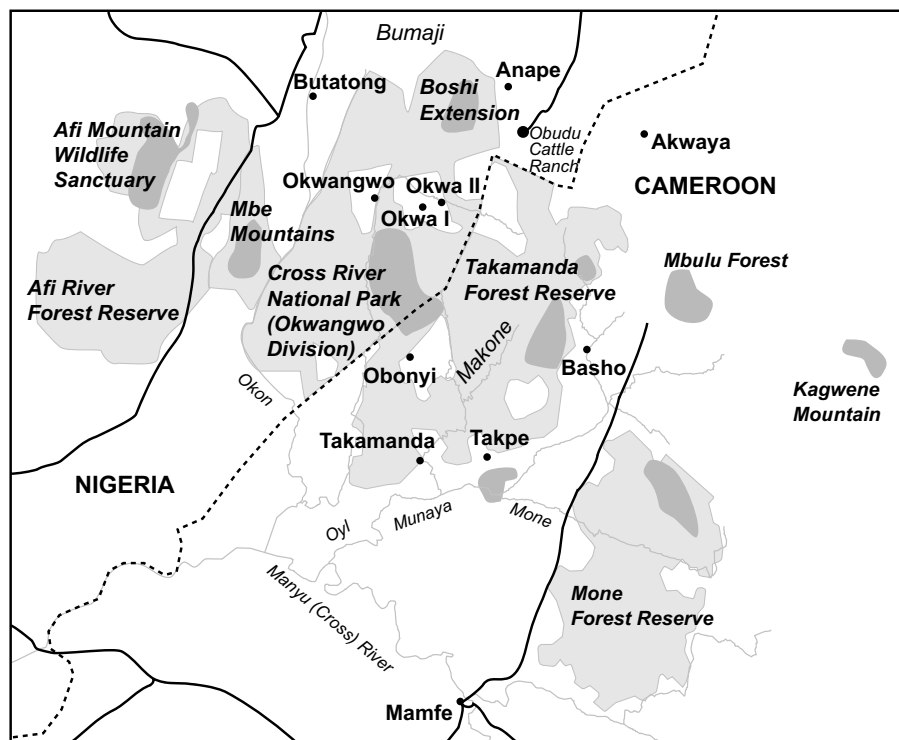 Bumaji
Butatong
Boshi
Extension
Anape
Obudu
Cattle
Ranch
Akwaya
CAMEROON
Afi Mountain
Wildlife
Sanctuary
Okwangwo
Okwa II
Okwa I
Mbe
Mountains
Cross River
National Park
(Okwangwo
Division)
Takamanda
Forest Reserve
Mbulu Forest
Afi River
Forest Reserve
Makone
Obonyi
Basho
Kagwene
Mountain
Okon
Takamanda
Takpe
NIGERIA
Oyl
Munaya
Mone
Manyu (Cross) River
Mone
Forest Reserve
Mamfe